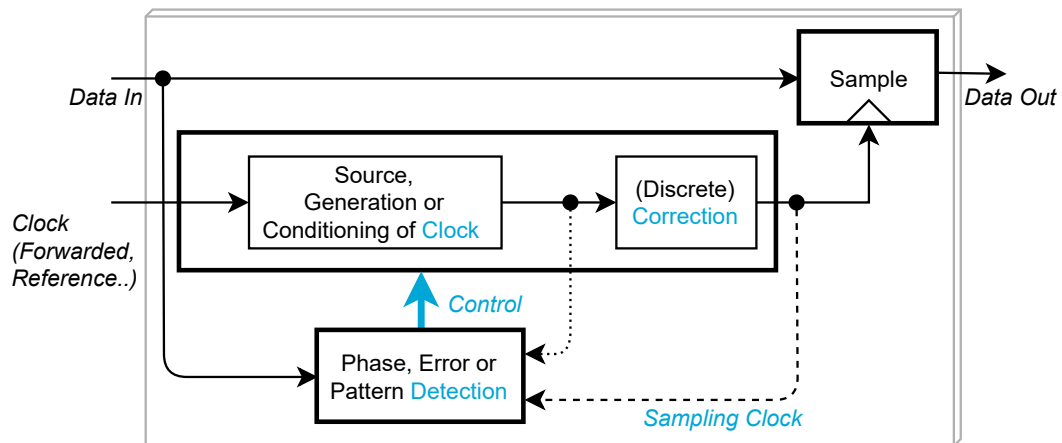 Sample
Data In
Data Out
Source,
Generation or
Conditioning of Clock
(Discrete)
Correction
Clock
(Forwarded,
Reference..)
Control
Phase, Error or
Pattern Detection
Sampling Clock